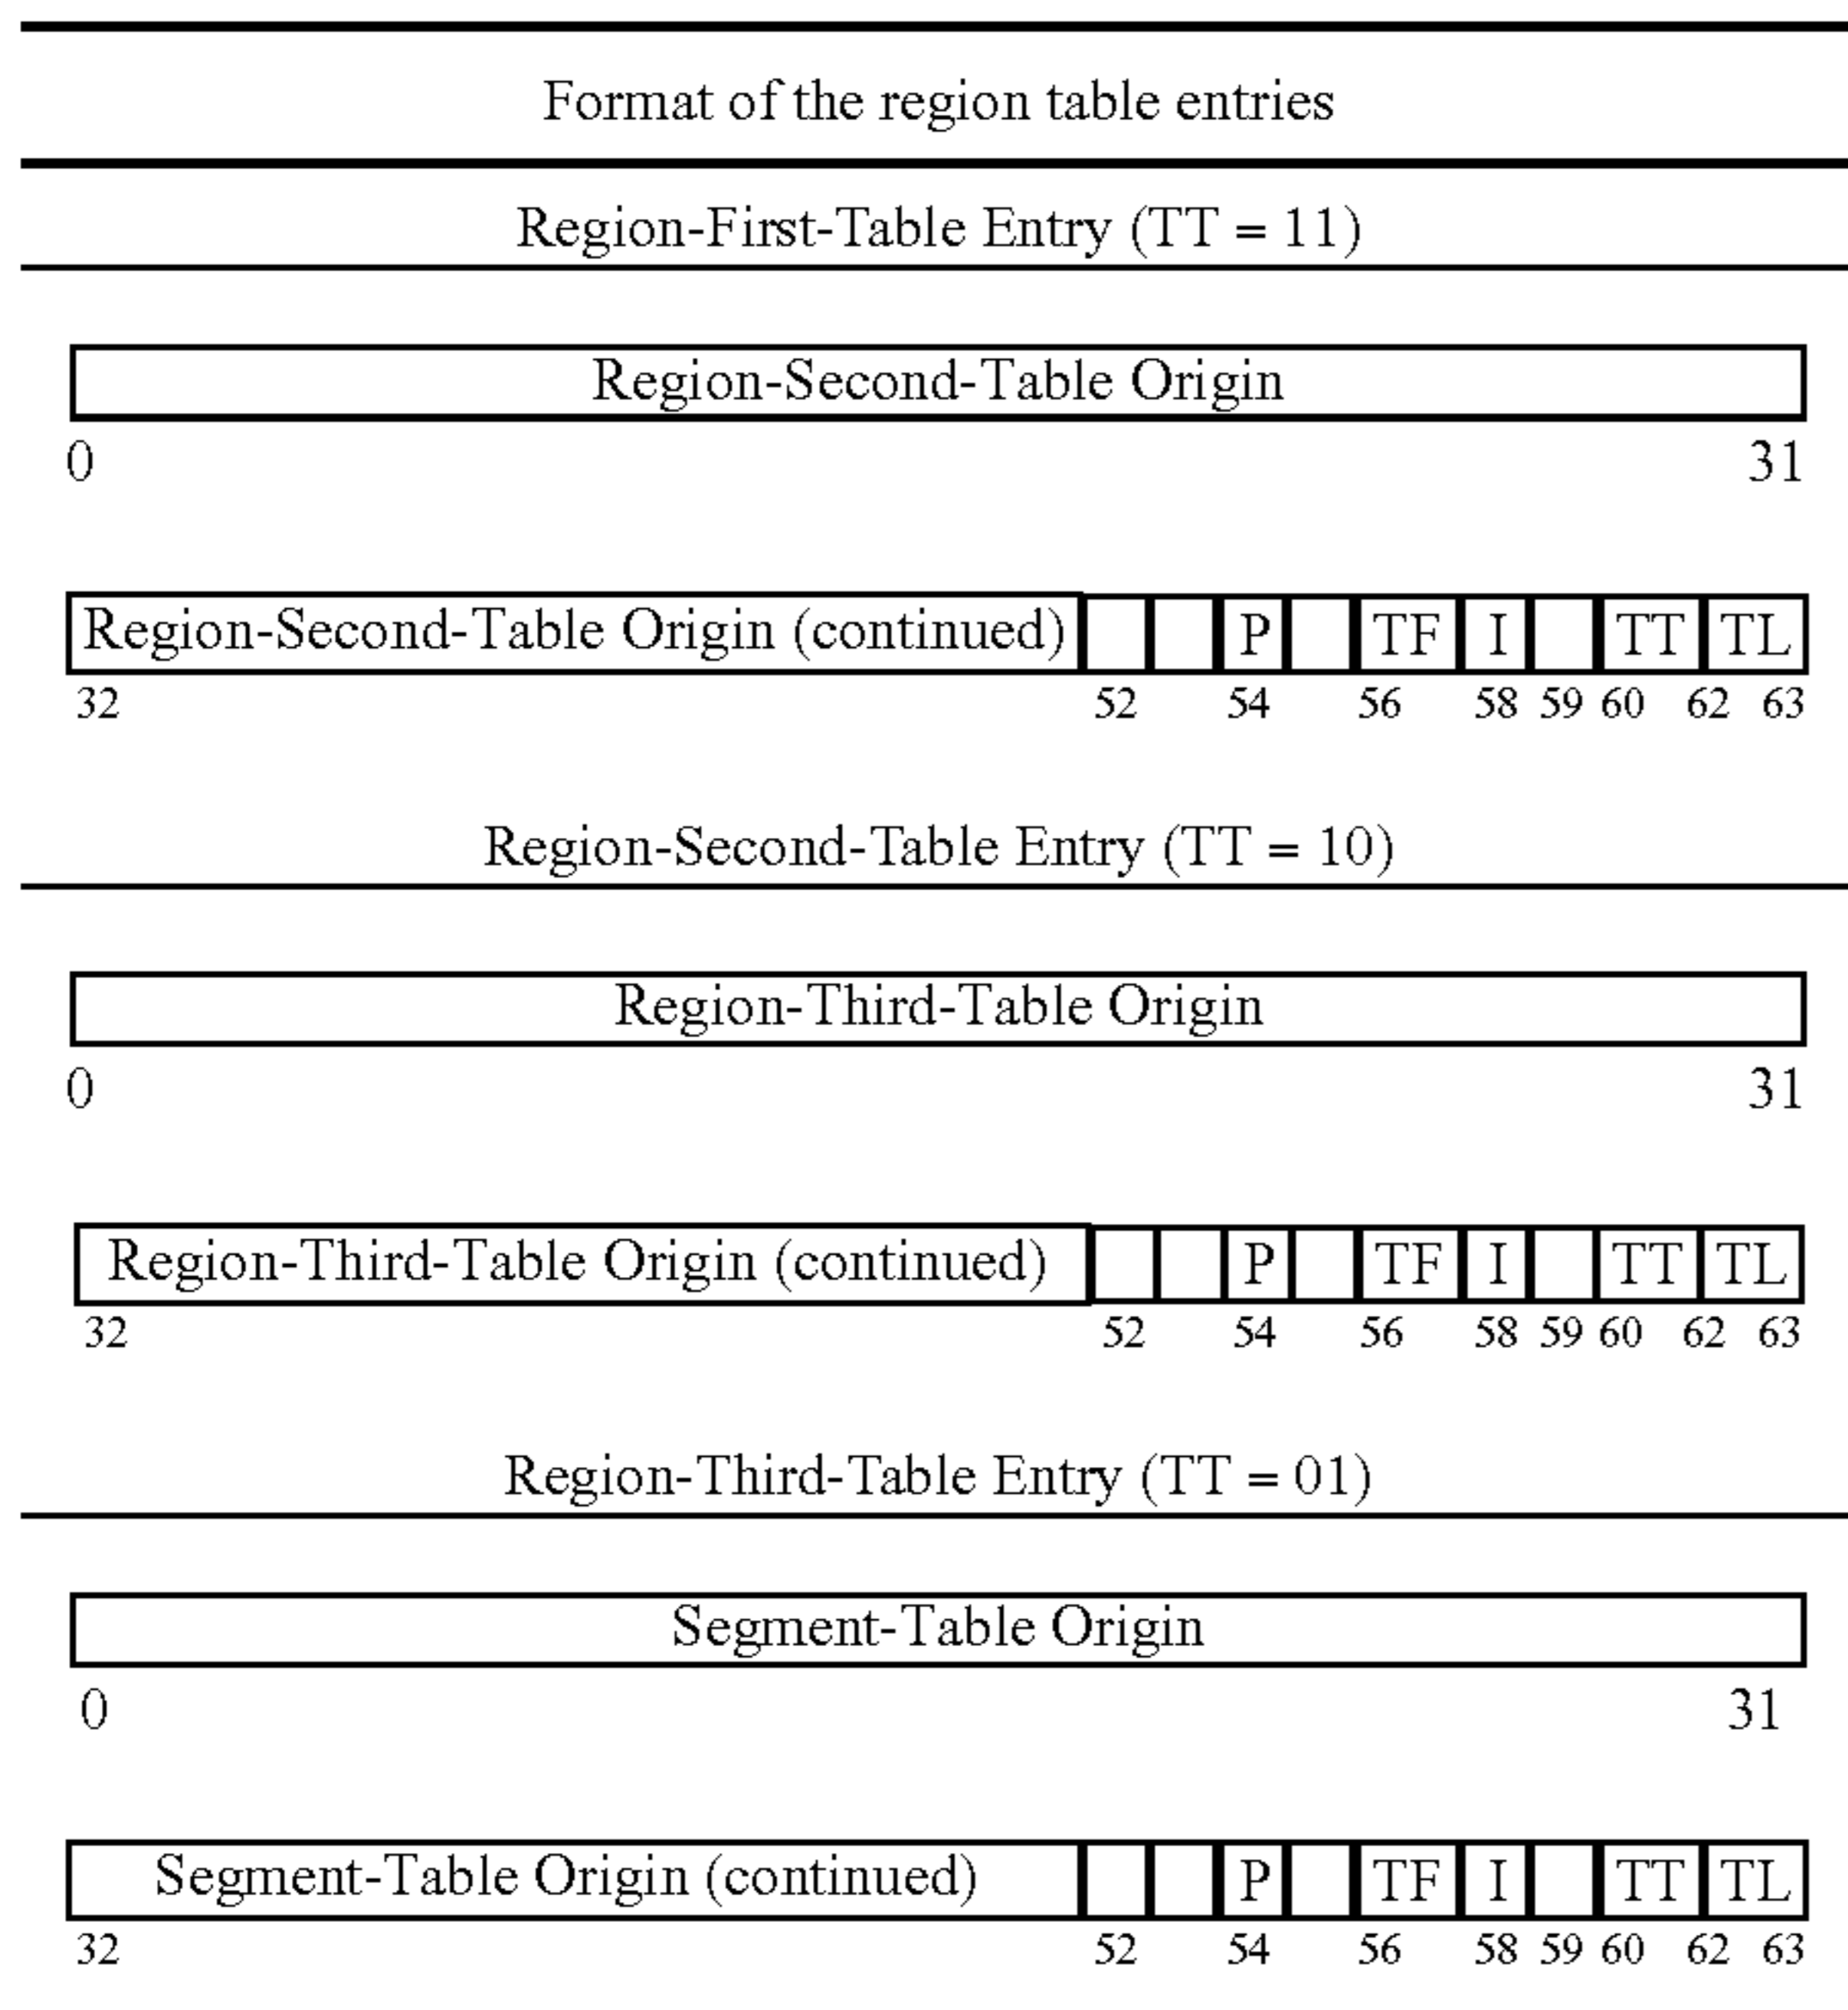 Format of the region table entries
Region-First-Table Entry (TT = 11)
Region-Second-Table Origin
0 31
Region-Second-Table Origin (continued) P TF I TT TL
32 52 54 56 58 59 60 62 63
Region-Second-Table Entry (TT = 10)
Region-Third-Table Origin
0 31
Region-Third-Table Origin (continued) P TF I TT TL
32 52 54 56 58 59 60 62 63
Region-Third-Table Entry (TT = 01)
Segment-Table Origin
0 31
Segment-Table Origin (continued) P TF I TT TL
32 52 54 56 58 59 60 62 63